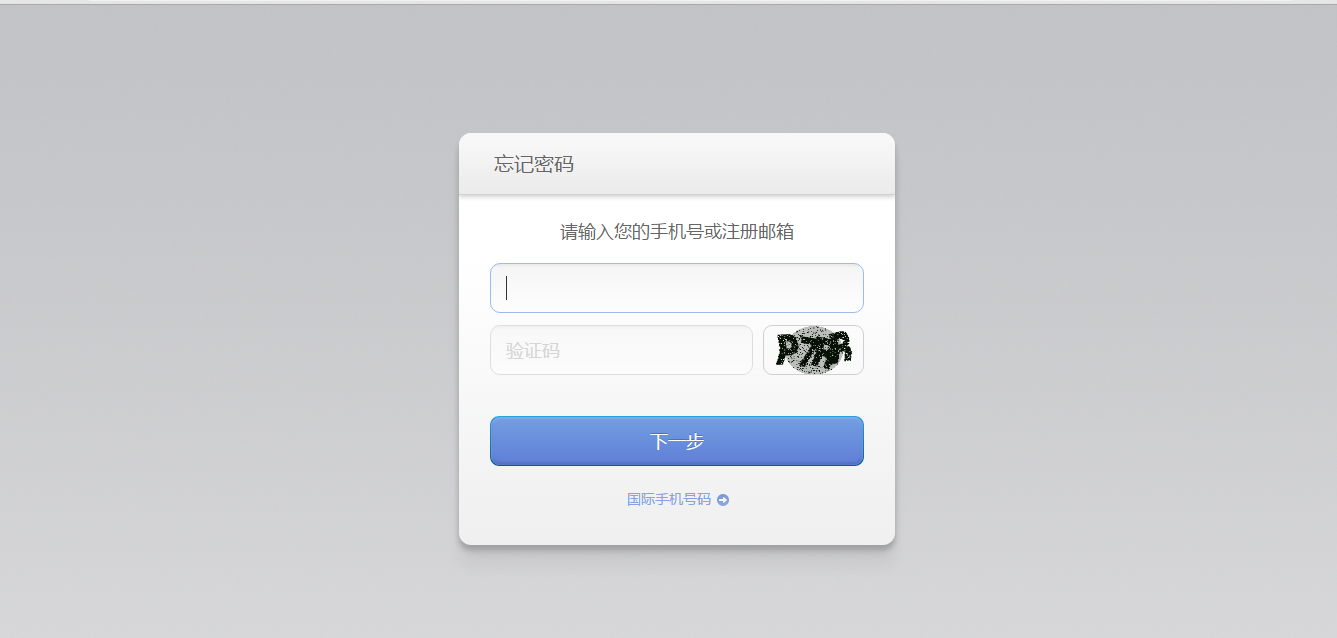 忘记密码
请输入您的手机号或注册邮箱
验证码
下一步
国际手机号码